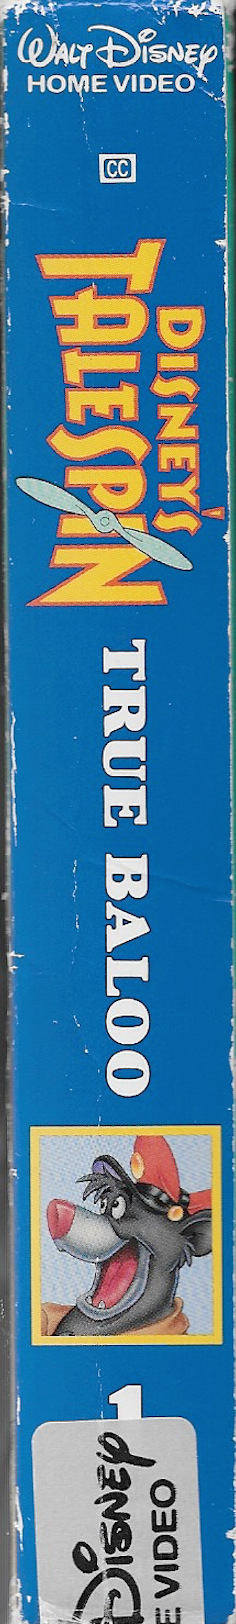 WALT DISNEY
HOME VIDEO
CC
DISNEY'S
TALESPIN
TRUE BALOO
1
DISNEY
E VIDEO